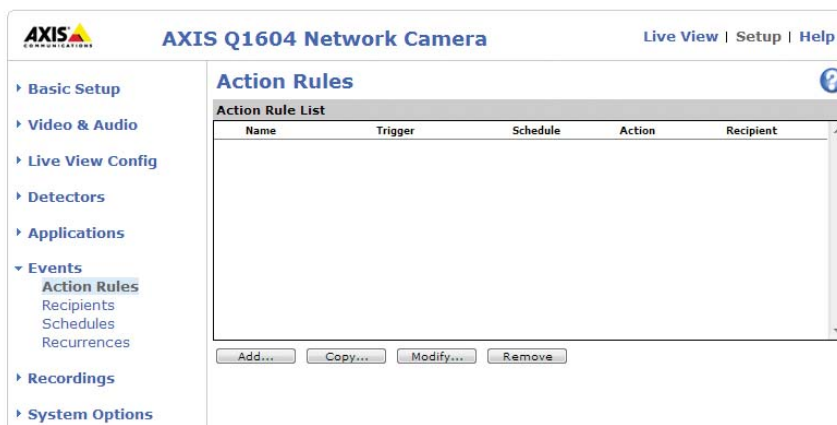 AXIS
COMMUNICATIONS
AXIS Q1604 Network Camera
Live View | Setup | Help
Basic Setup
Video & Audio
Live View Config
Detectors
Applications
Events
Action Rules
Recipients
Schedules
Recurrences
Recordings
System Options
Action Rules
?
Action Rule List
Name Trigger Schedule Action Recipient
Add... Copy... Modify... Remove